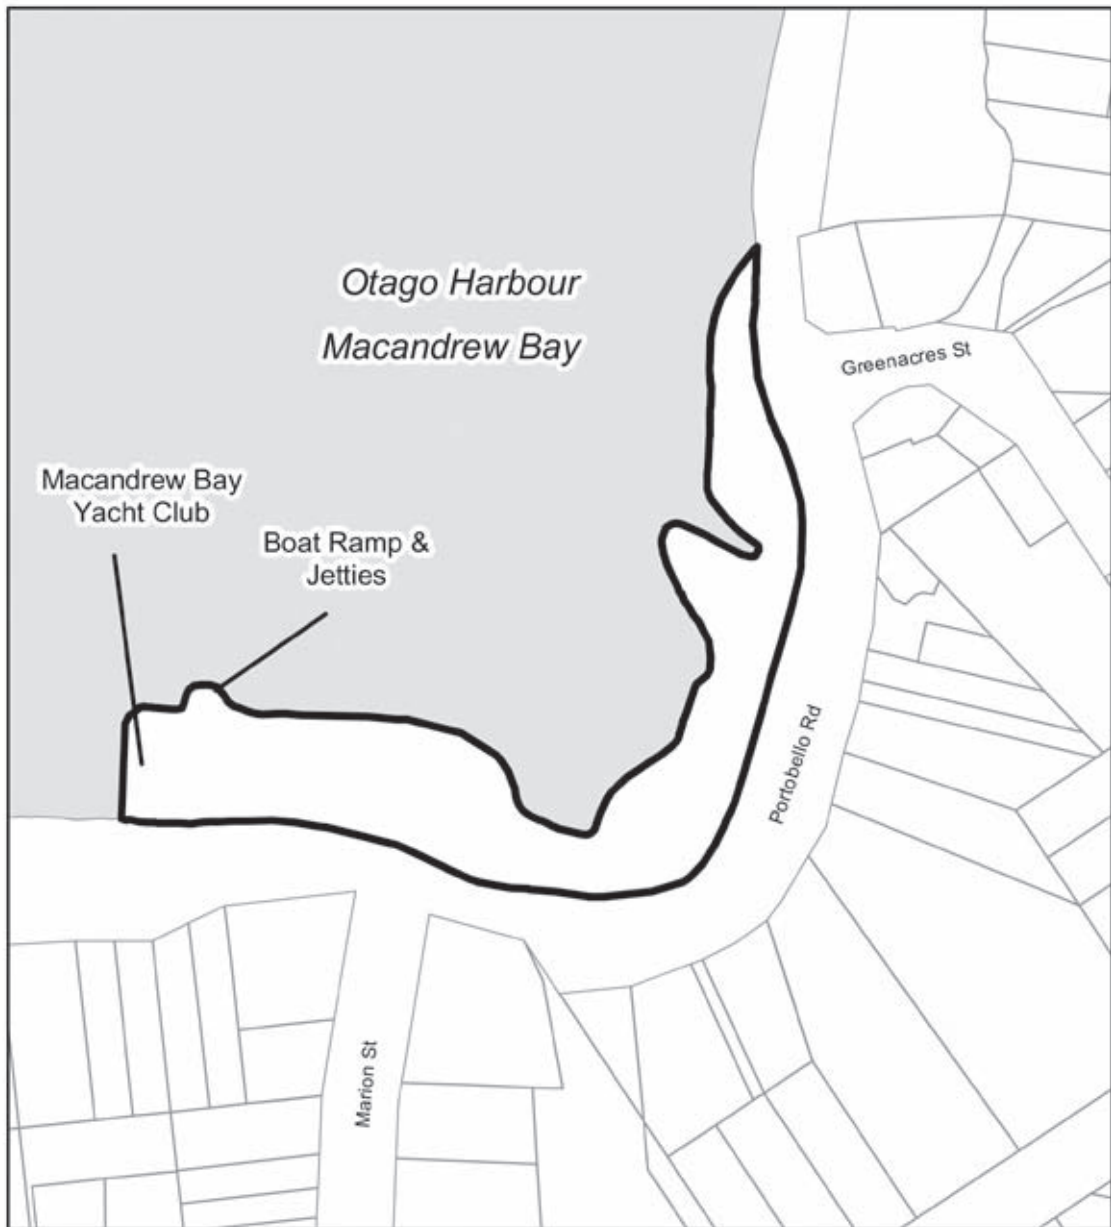 Otago Harbour
Macandrew Bay
Greenacres St
Macandrew Bay
Yacht Club
Boat Ramp &
Jetties
Portobello Rd
Marion St